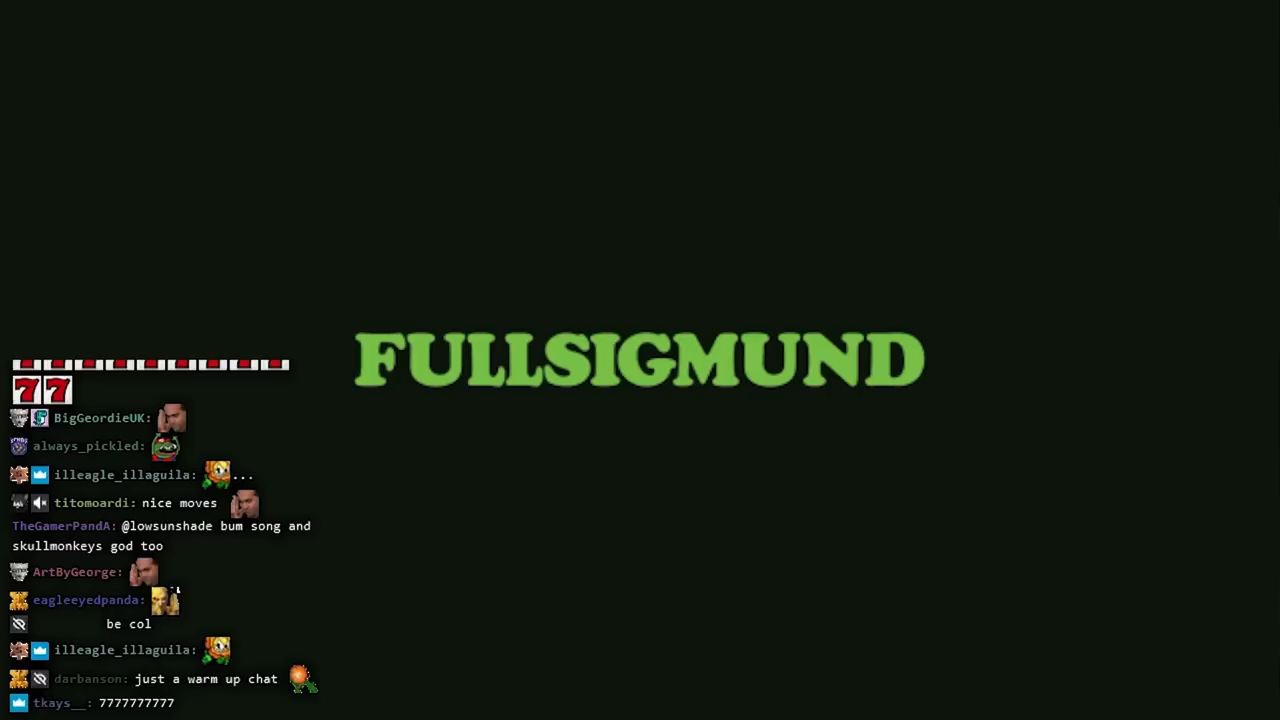 FULLSIGMUND
77
BigGeordieUK:
always_pickled:
illeagle_illaguila: ...
titomoardi: nice moves
TheGamerPandA: @lowsunshade bum song and
skullmonkeys god too
ArtByGeorge:
eagleeyedpanda:
be col
illeagle_illaguila:
darbanson: just a warm up chat
tkays__: 7777777777